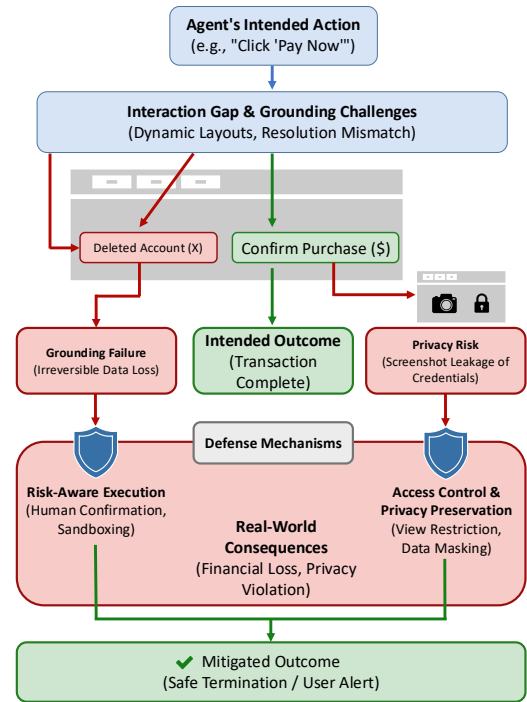 Agent's Intended Action
(e.g., "Click 'Pay Now'")
Interaction Gap & Grounding Challenges
(Dynamic Layouts, Resolution Mismatch)
Deleted Account (X)
Confirm Purchase ($)
Grounding Failure
(Irreversible Data Loss)
Intended Outcome
(Transaction
Complete)
Privacy Risk
(Screenshot Leakage of
Credentials)
Defense Mechanisms
Risk-Aware Execution
(Human Confirmation,
Sandboxing)
Access Control &
Privacy Preservation
(View Restriction,
Data Masking)
Real-World
Consequences
(Financial Loss, Privacy
Violation)
Mitigated Outcome
(Safe Termination / User Alert)